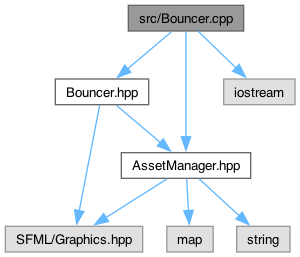 src/Bouncer.cpp
Bouncer.hpp
iostream
AssetManager.hpp
SFML/Graphics.hpp
map
string